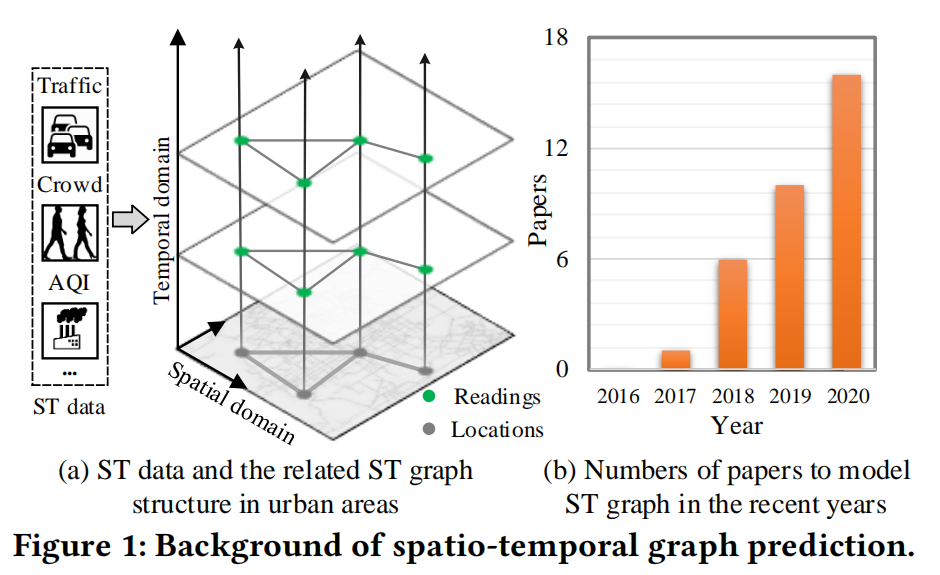 Traffic
Crowd
AQI
...
ST data
Temporal domain
Spatial domain
Readings
Locations
18
12
6
0
Papers
2016 2017 2018 2019 2020
Year
(a) ST data and the related ST graph
structure in urban areas
(b) Numbers of papers to model
ST graph in the recent years
Figure 1: Background of spatio-temporal graph prediction.